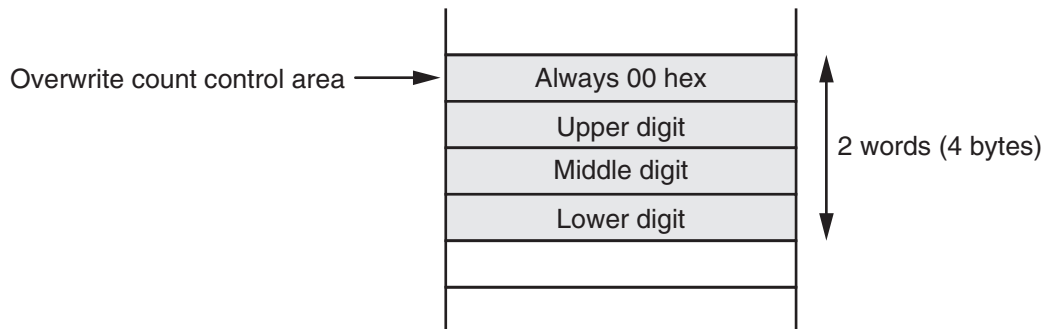 Always 00 hex
Overwrite count control area
Upper digit
2 words (4 bytes)
Middle digit
Lower digit